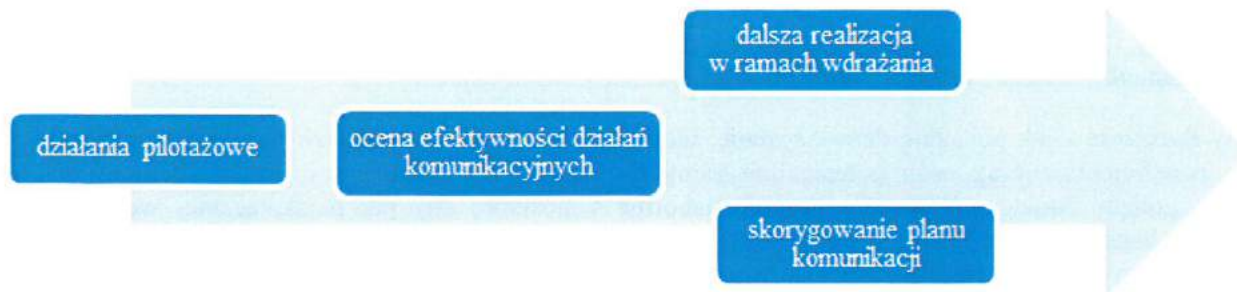 działania pilotażowe
ocena efektywności działań
komunikacyjnych
dalsza realizacja
w ramach wdrażania
skorygowanie planu
komunikacji